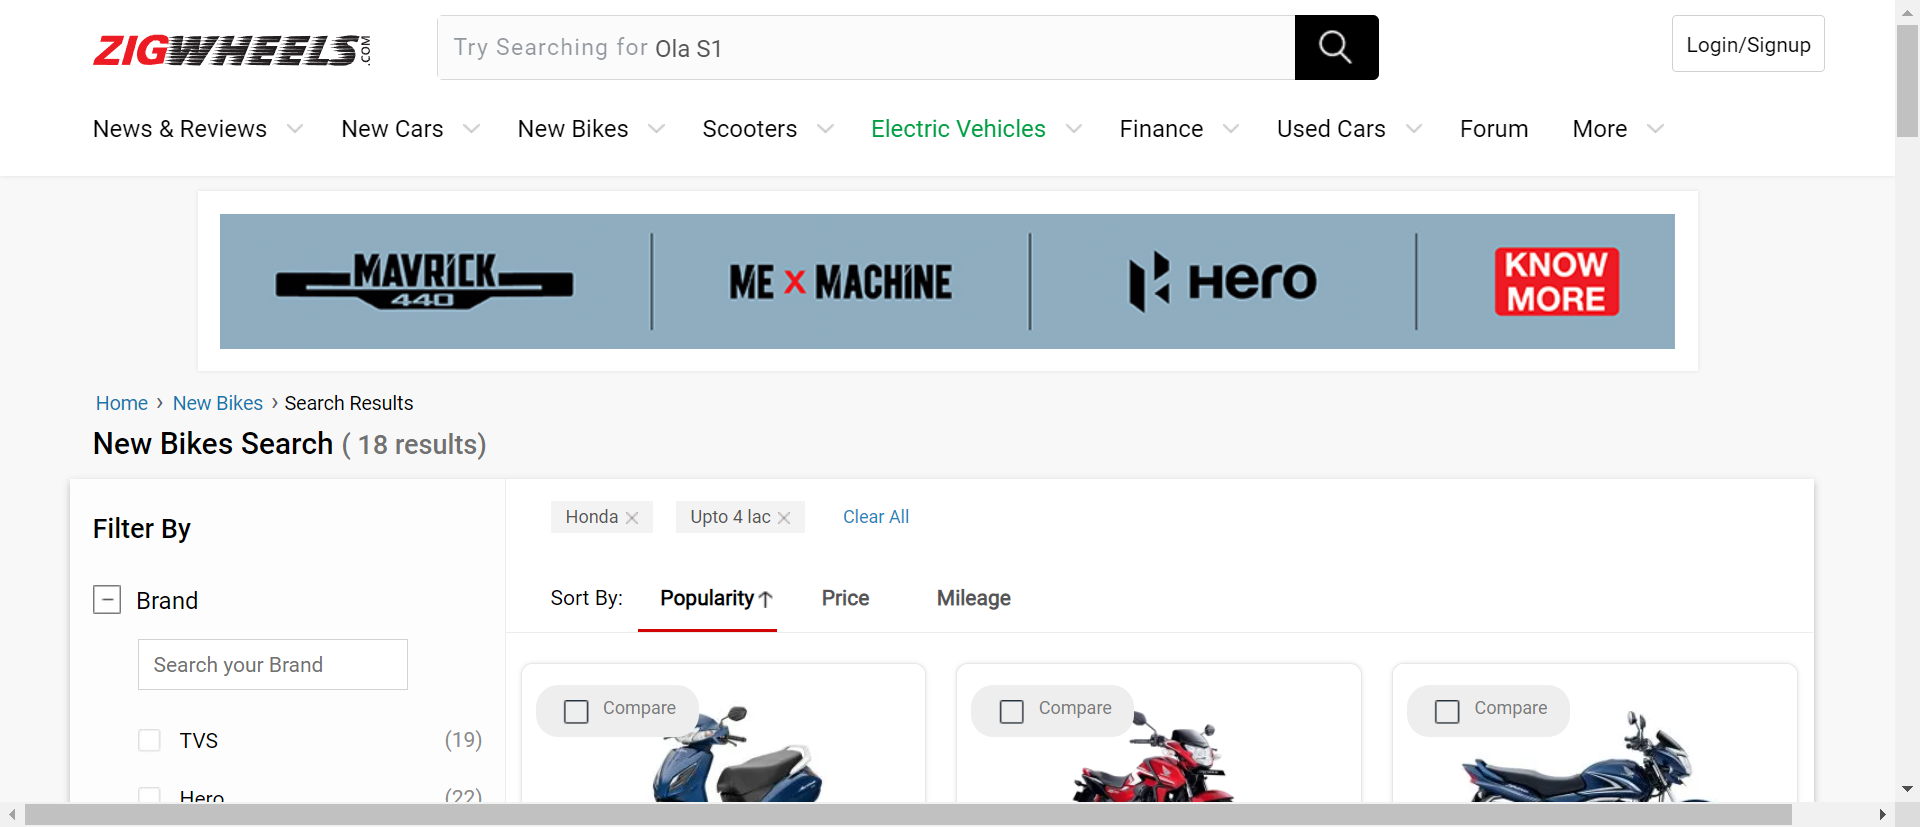 ZIGWHEELS.COM
Try Searching for Ola S1
Login/Signup
News & Reviews New Cars New Bikes Scooters Electric Vehicles Finance Used Cars Forum More
MAVRICK
440
ME X MACHINE
Hero
KNOW
MORE
Home › New Bikes › Search Results
New Bikes Search ( 18 results)
Filter By
Honda Upto 4 lac Clear All
Brand
Sort By: Popularity Price Mileage
Search your Brand
Compare Compare Compare
TVS (19)
Hero (22)